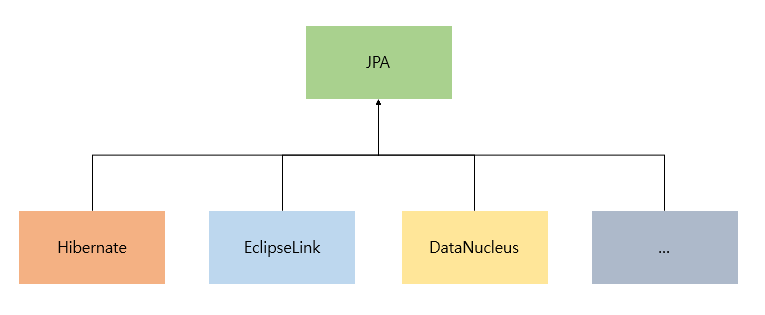 JPA
Hibernate
EclipseLink
DataNucleus
...